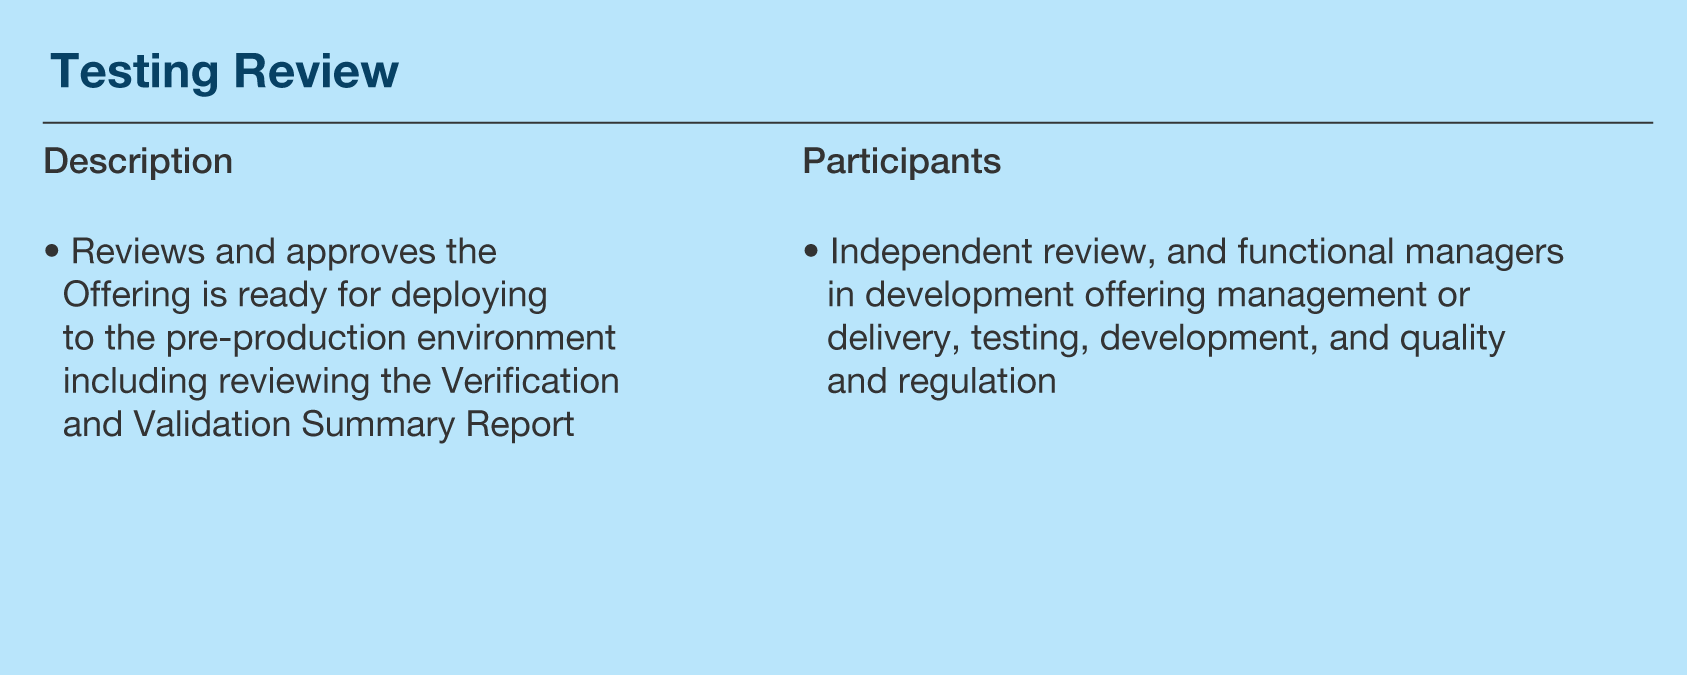 Testing Review
Description
• Reviews and approves the
Offering is ready for deploying
to the pre-production environment
including reviewing the Verification
and Validation Summary Report
Participants
• Independent review, and functional managers
in development offering management or
delivery, testing, development, and quality
and regulation